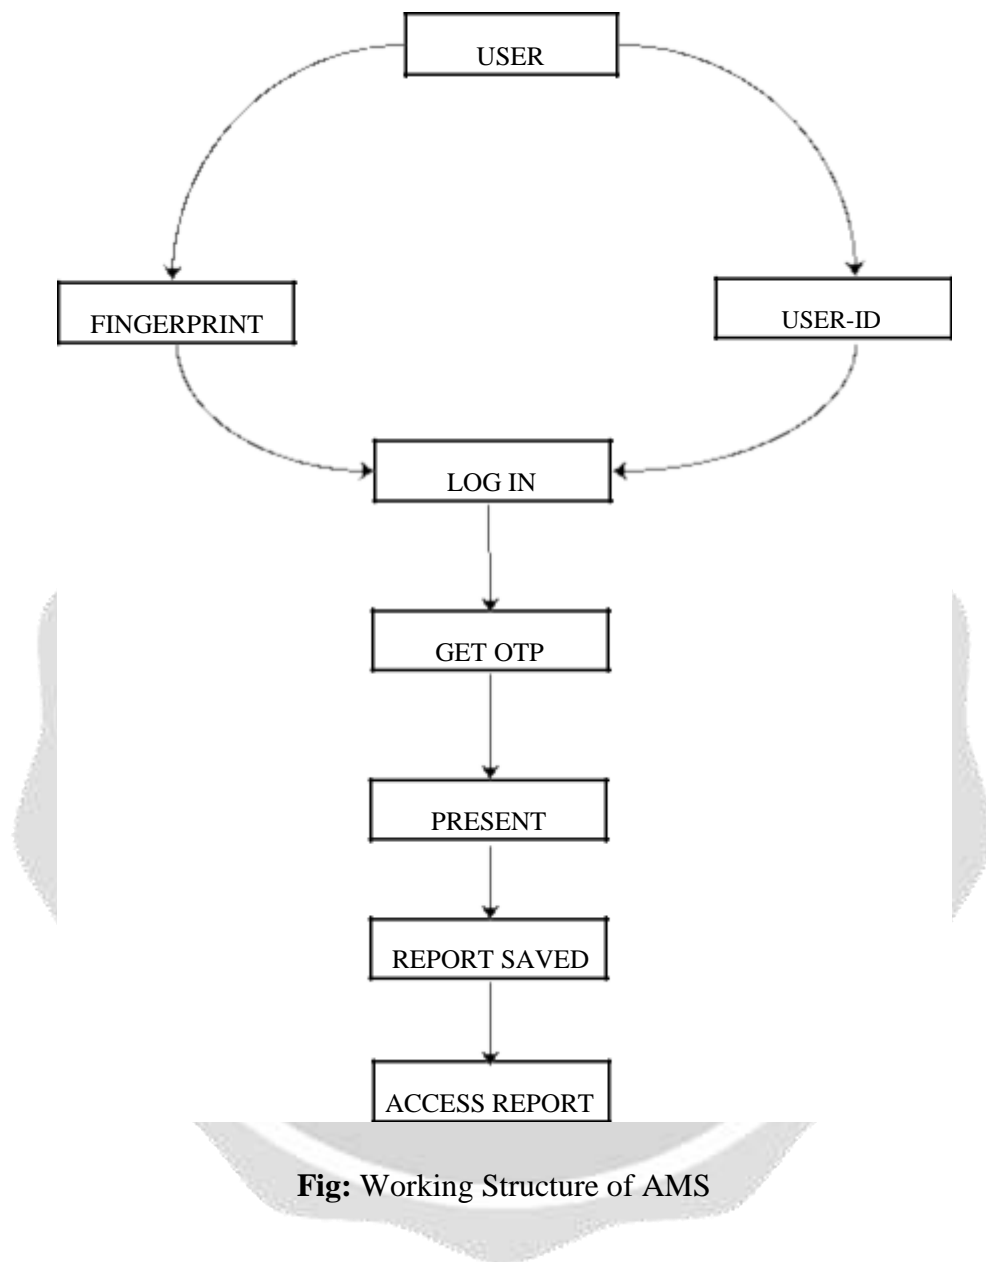 USER
FINGERPRINT
USER-ID
LOG IN
GET OTP
PRESENT
REPORT SAVED
ACCESS REPORT
Fig: Working Structure of AMS